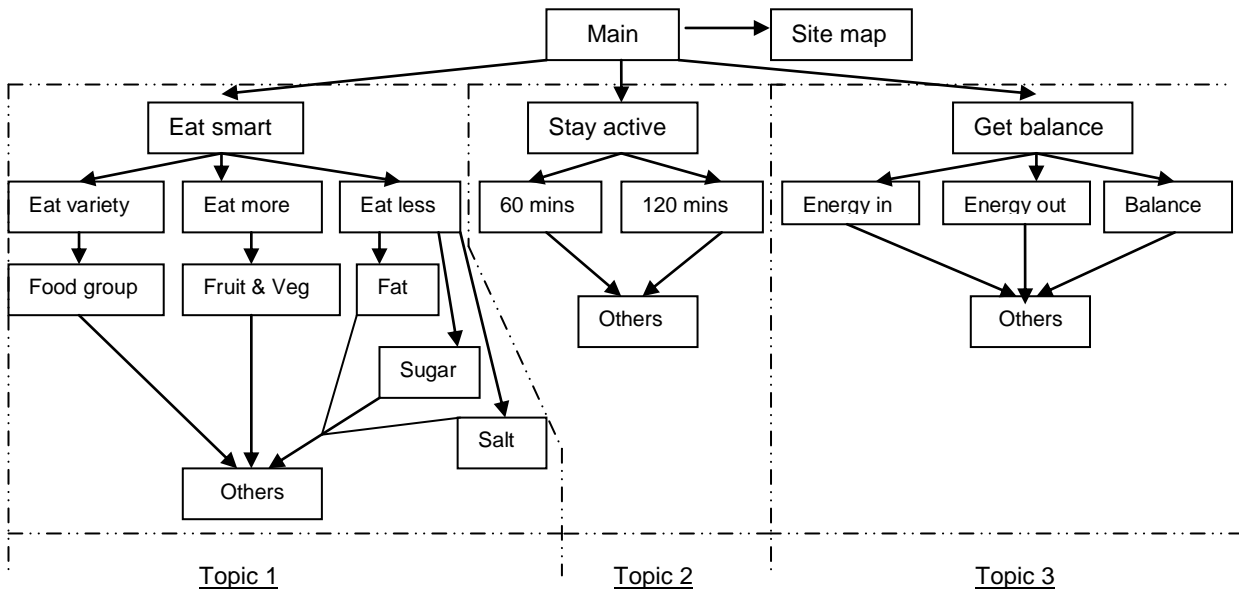 Main
Site map
Eat smart
Stay active
Get balance
Eat variety
Eat more
Eat less
60 mins
120 mins
Energy in
Energy out
Balance
Food group
Fruit & Veg
Fat
Others
Others
Sugar
Salt
Others
Topic 1
Topic 2
Topic 3